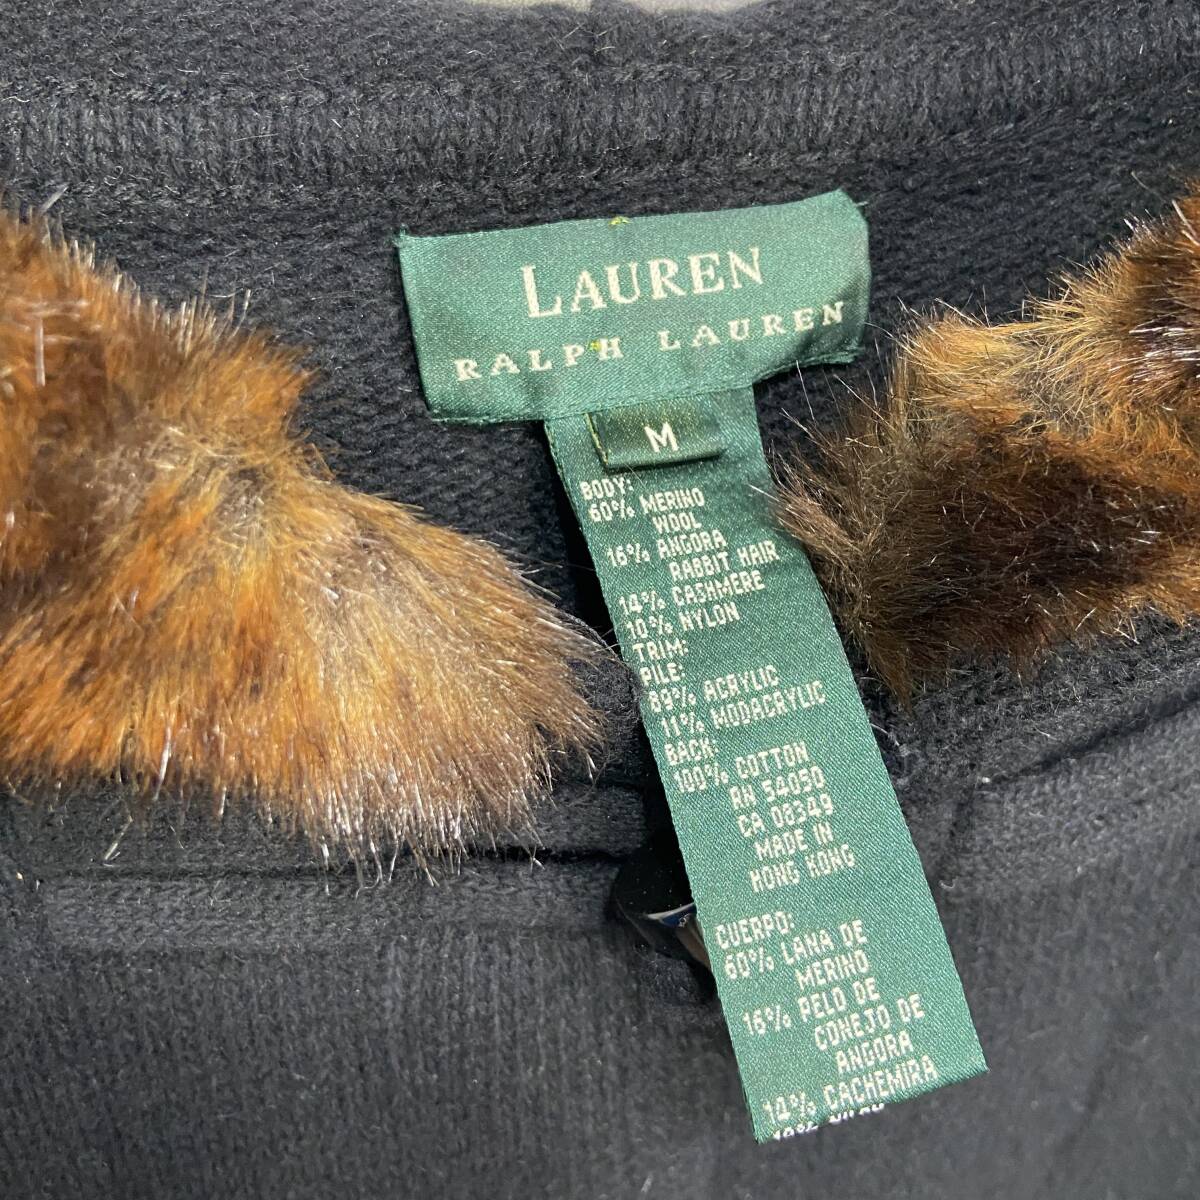 LAUREN
RALPH LAUREN
M
BODY:
60% MERINO
WOOL
16% ANGORA
RABBIT HAIR
14% CASHMERE
10% NYLON
TRIM:
PILE:
89% ACRYLIC
11% MODACRYLIC
BACK:
100% COTTON
RN 54050
CA 08349
MADE IN
HONG KONG
CUERPO:
60% LANA DE
MERINO
16% PELO DE
CONEJO DE
ANGORA
14% CACHEMIRA